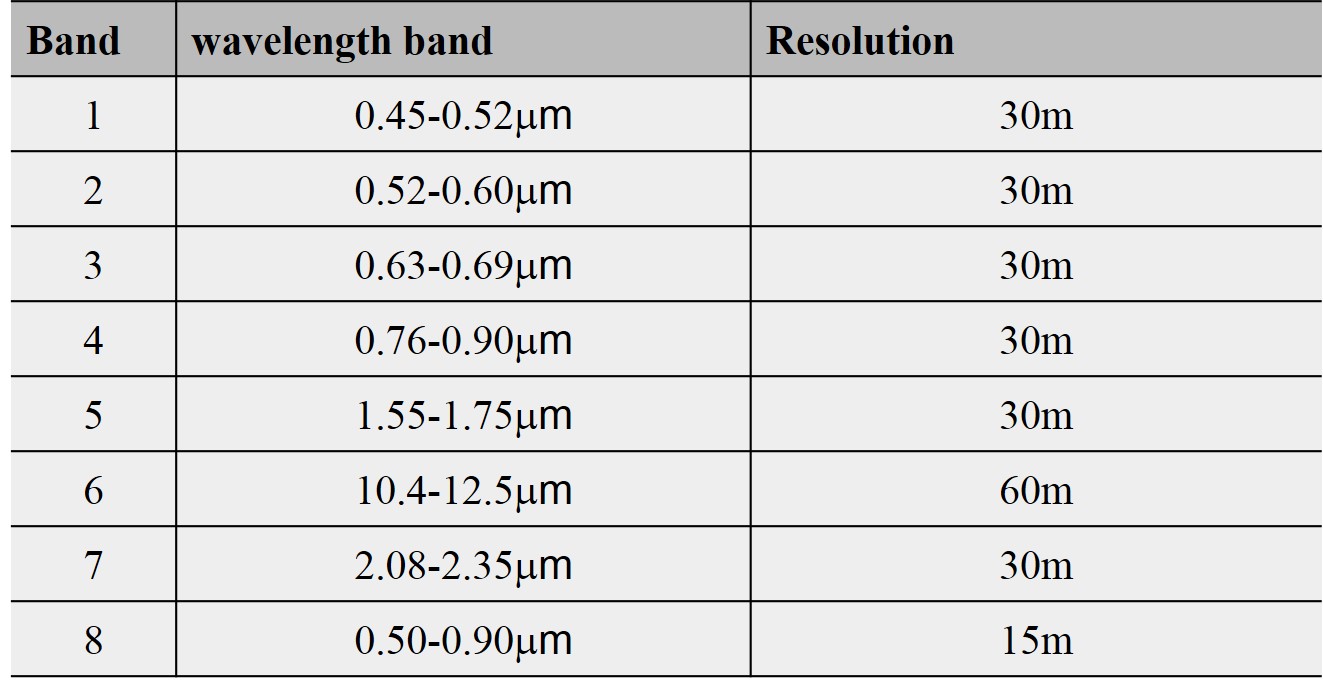 Band wavelength band Resolution
1 0.45-0.52μm 30m
2 0.52-0.60μm 30m
3 0.63-0.69μm 30m
4 0.76-0.90μm 30m
5 1.55-1.75μm 30m
6 10.4-12.5μm 60m
7 2.08-2.35μm 30m
8 0.50-0.90μm 15m